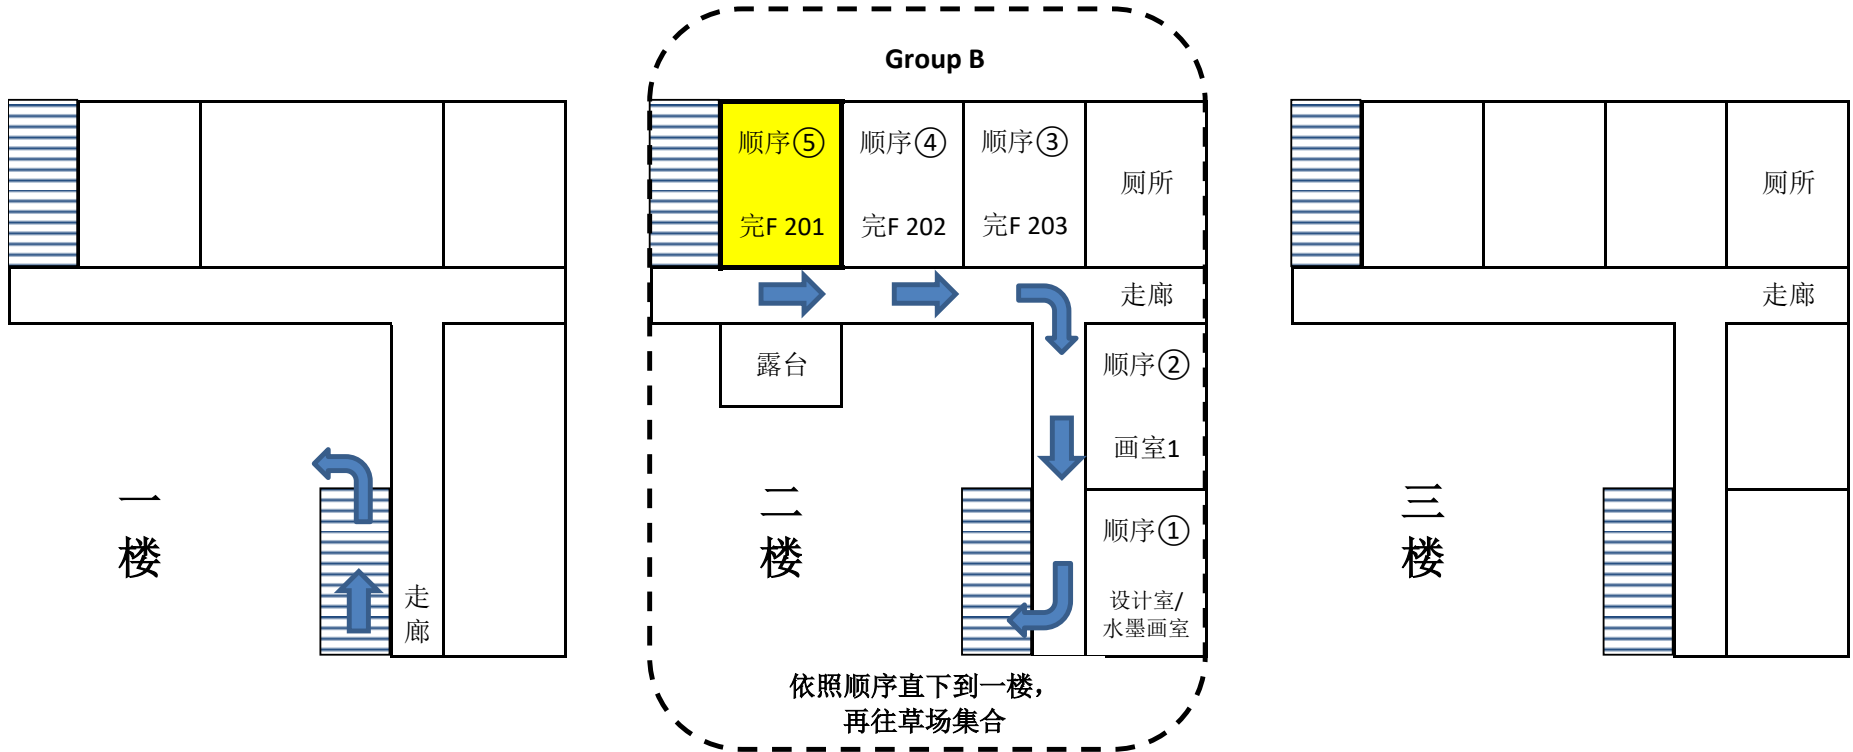 Group B
顺序⑤
顺序④
顺序③
厕所
完F 201
完F 202
完F 203
走廊
露台
顺序②
画室1
顺序①
设计室/
水墨画室
依照顺序直下到一楼，
再往草场集合
一
楼
走
廊
二
楼
厕所
走廊
三
楼